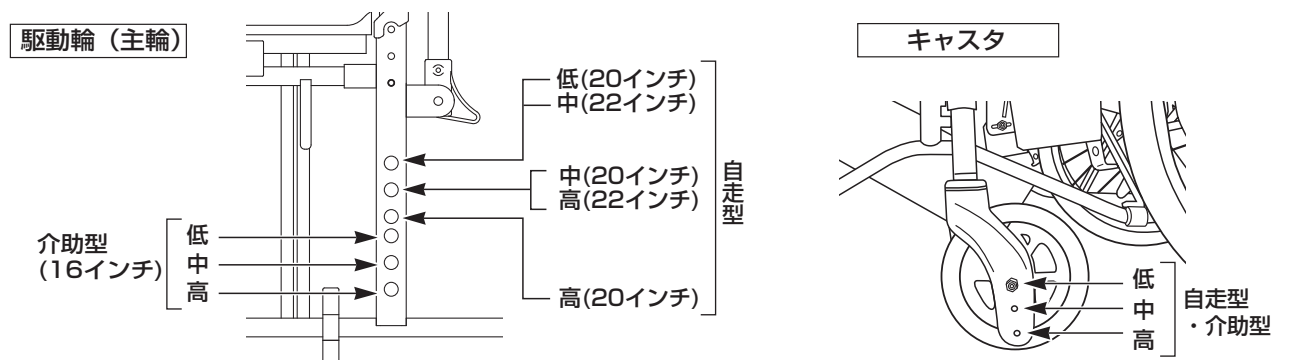 駆動輪（主輪）
低(20インチ)
中(22インチ)
中(20インチ)
高(22インチ)
高(20インチ)
自走型
介助型
(16インチ)
低
中
高
キャスタ
低
中
高
自走型
・介助型